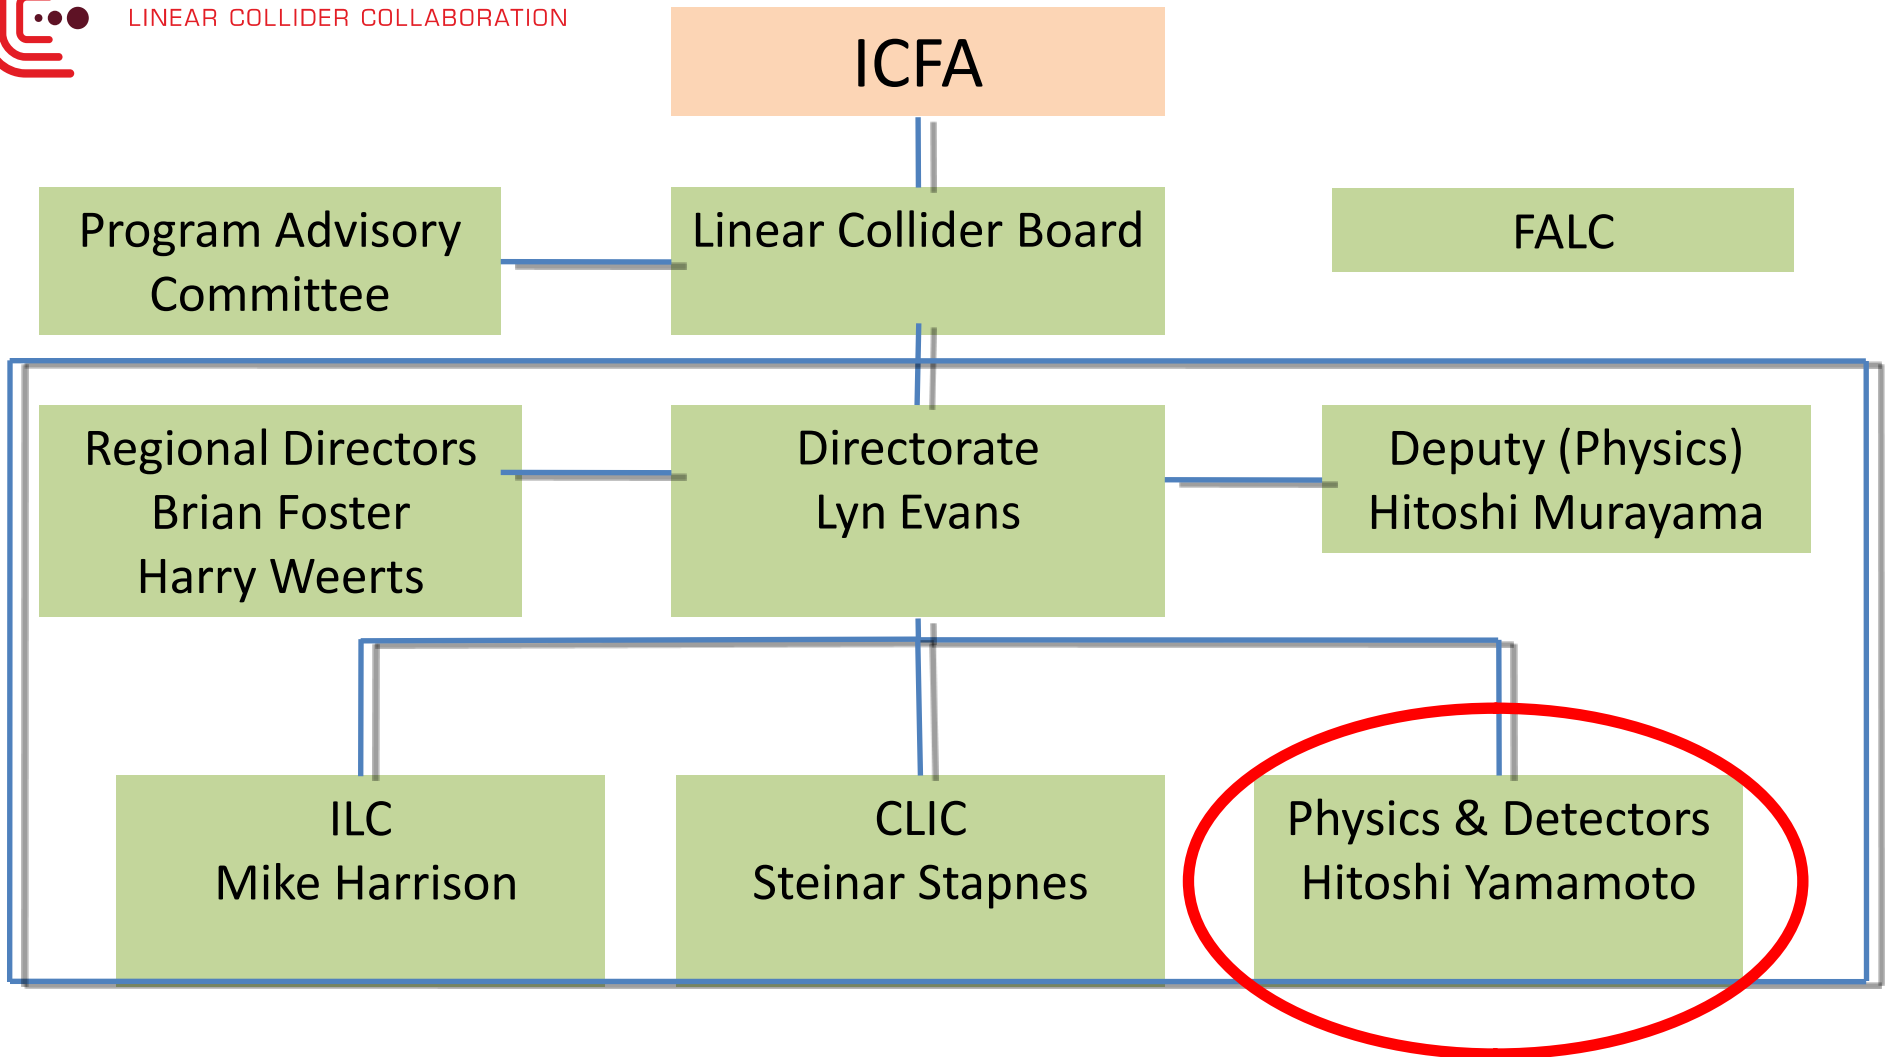 LINEAR COLLIDER COLLABORATION
ICFA
Program Advisory
Committee
Linear Collider Board
FALC
Regional Directors
Brian Foster
Harry Weerts
Directorate
Lyn Evans
Deputy (Physics)
Hitoshi Murayama
ILC
Mike Harrison
CLIC
Steinar Stapnes
Physics & Detectors
Hitoshi Yamamoto